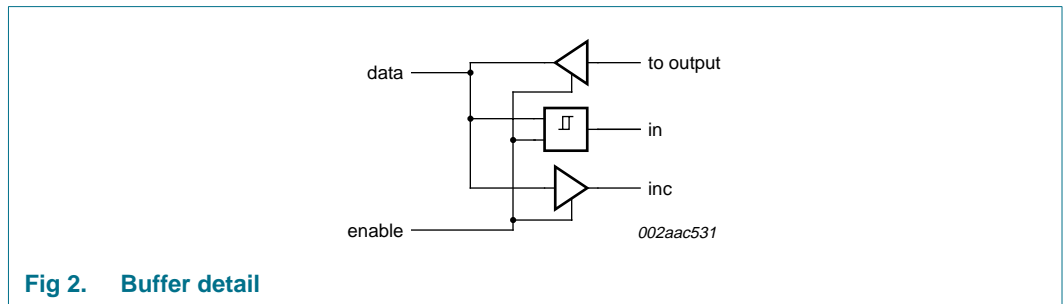 data
to output
in
inc
enable
002aac531
Fig 2. Buffer detail